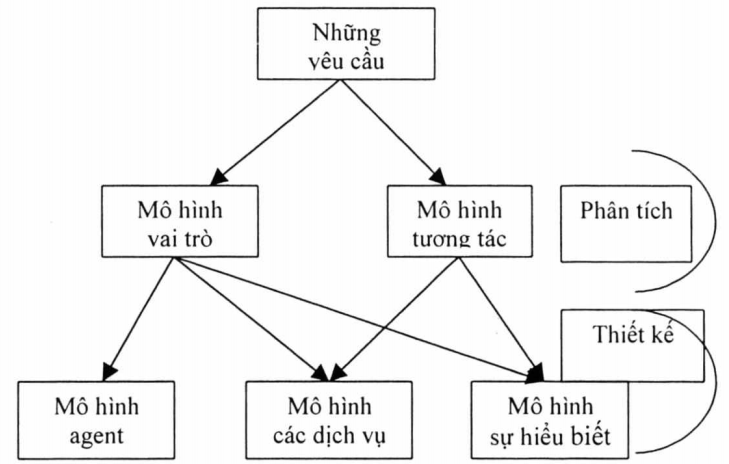 Những
yêu cầu
Mô hình
vai trò
Mô hình
tương tác
Phân tích
Thiết kế
Mô hình
agent
Mô hình
các dịch vụ
Mô hình
sự hiểu biết